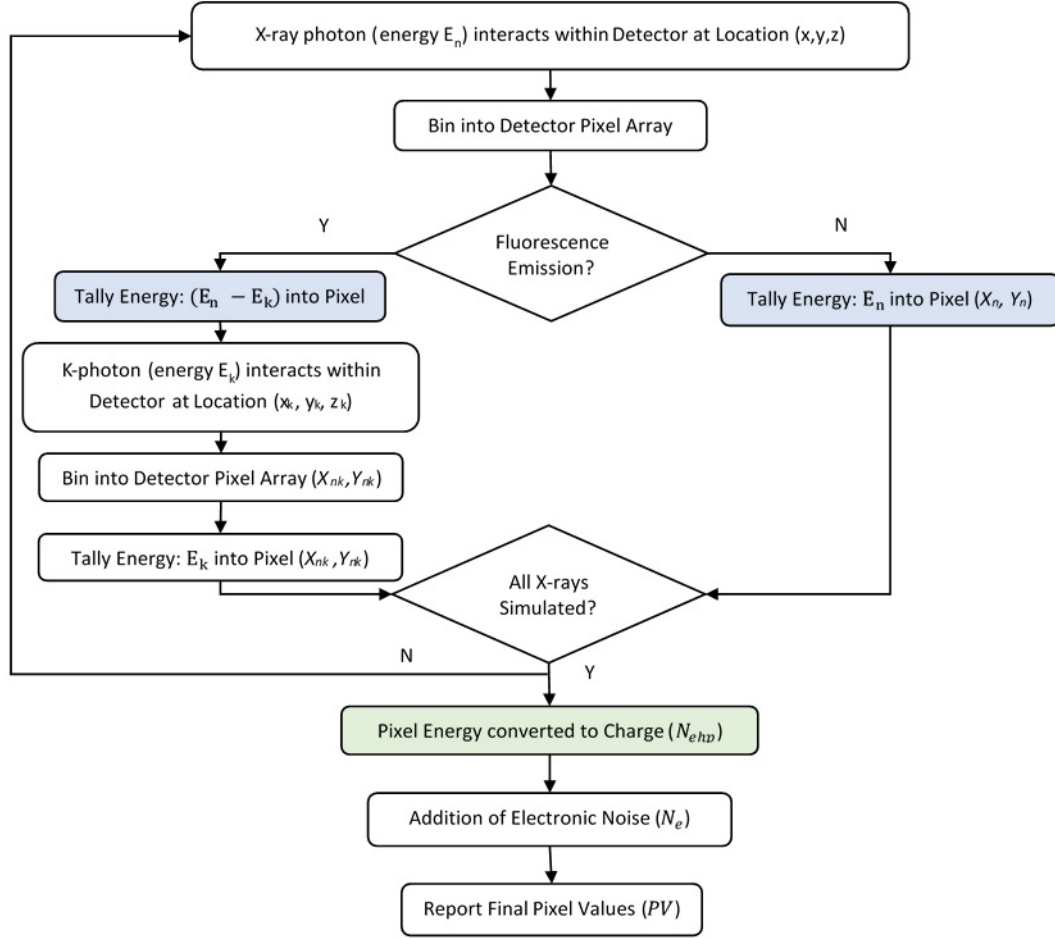 X-ray photon (energy Eₙ) interacts within Detector at Location (x,y,z)
Bin into Detector Pixel Array
Y
N
Fluorescence
Emission?
Tally Energy: (Eₙ − Eₖ) into Pixel
Tally Energy: Eₙ into Pixel (Xₙ, Yₙ)
K-photon (energy Eₖ) interacts within
Detector at Location (xₖ, yₖ, zₖ)
Bin into Detector Pixel Array (Xₙₖ,Yₙₖ)
Tally Energy: Eₖ into Pixel (Xₙₖ,Yₙₖ)
All X-rays
Simulated?
N
Y
Pixel Energy converted to Charge (Nₑₕₚ)
Addition of Electronic Noise (Nₑ)
Report Final Pixel Values (PV)